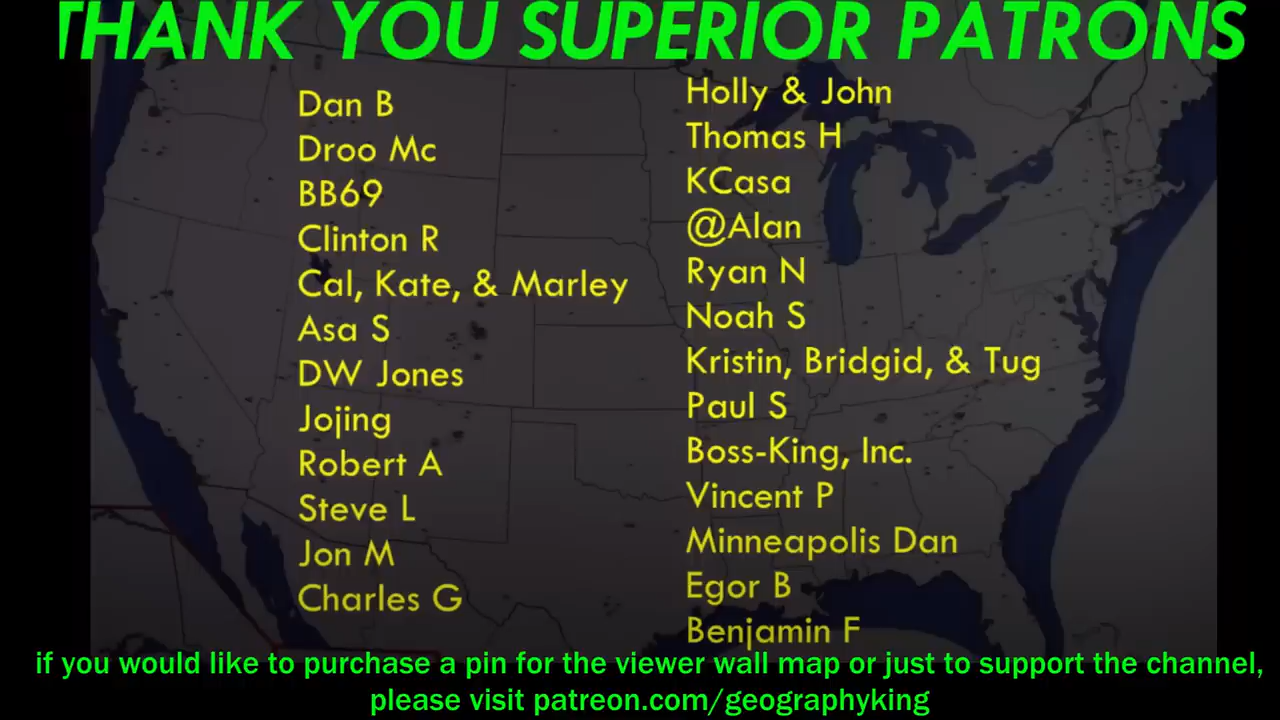 THANK YOU SUPERIOR PATRONS
Dan B
Droo Mc
BB69
Clinton R
Cal, Kate, & Marley
Asa S
DW Jones
Jojing
Robert A
Steve L
Jon M
Charles G
Holly & John
Thomas H
KCasa
@Alan
Ryan N
Noah S
Kristin, Bridgid, & Tug
Paul S
Boss-King, Inc.
Vincent P
Minneapolis Dan
Egor B
Benjamin F
if you would like to purchase a pin for the viewer wall map or just to support the channel,
please visit patreon.com/geographyking